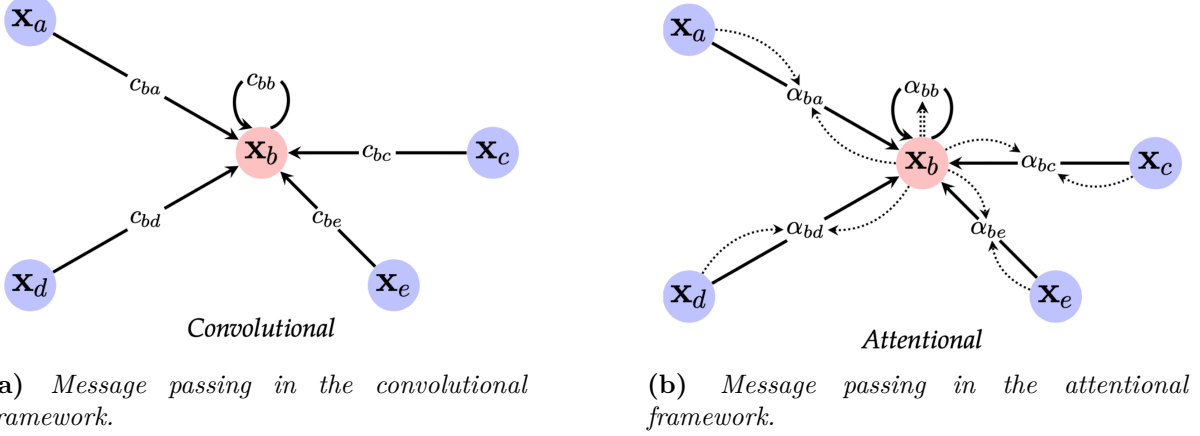 x_a
c_ba
c_bb
x_b
c_bc
x_c
c_bd
c_be
x_d
x_e
Convolutional
a) Message passing in the convolutional
ramework.
x_a
α_ba
α_bb
x_b
α_bc
x_c
α_bd
α_be
x_d
x_e
Attentional
(b) Message passing in the attentional
framework.